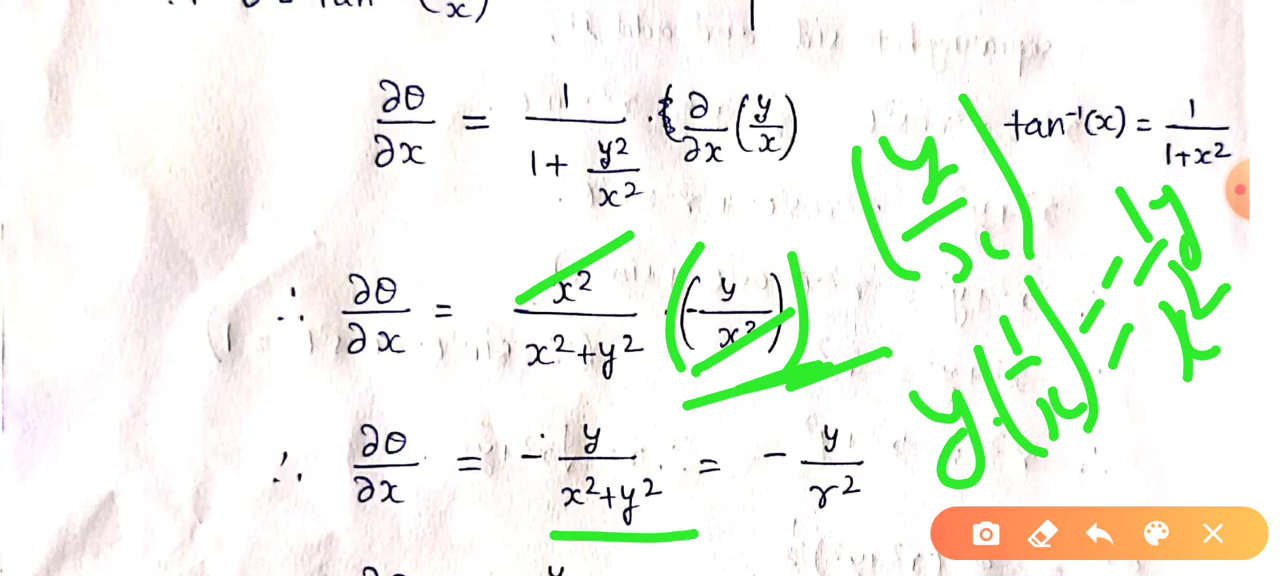 ∂θ/∂x = 1/(1 + y²/x²) · { ∂/∂x (y/x)
tan⁻¹(x) = 1/(1+x²)
(y/x)
∴ ∂θ/∂x = x²/(x²+y²) · (-y/x²)
y·(1/x) = -y/x²
∴ ∂θ/∂x = - y/(x²+y²) = - y/r²